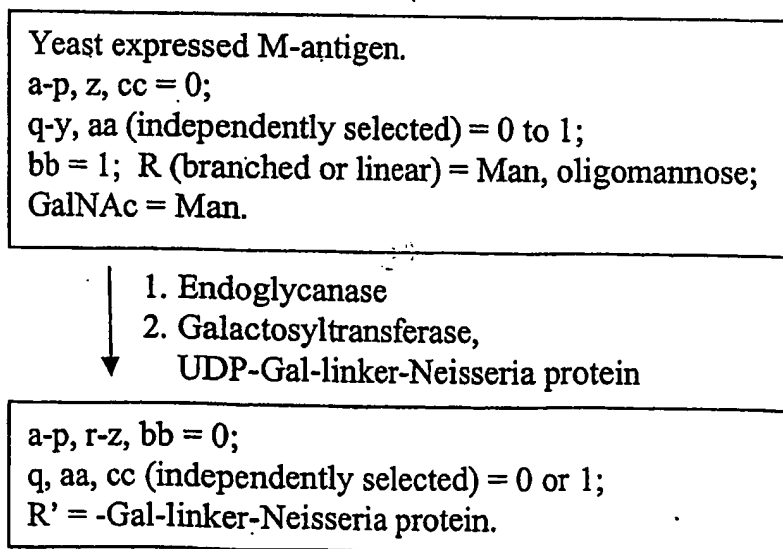 Yeast expressed M-antigen.
a-p, z, cc = 0;
q-y, aa (independently selected) = 0 to 1;
bb = 1; R (branched or linear) = Man, oligomannose;
GalNAc = Man.
1. Endoglycanase
2. Galactosyltransferase,
UDP-Gal-linker-Neisseria protein
a-p, r-z, bb = 0;
q, aa, cc (independently selected) = 0 or 1;
R' = -Gal-linker-Neisseria protein.